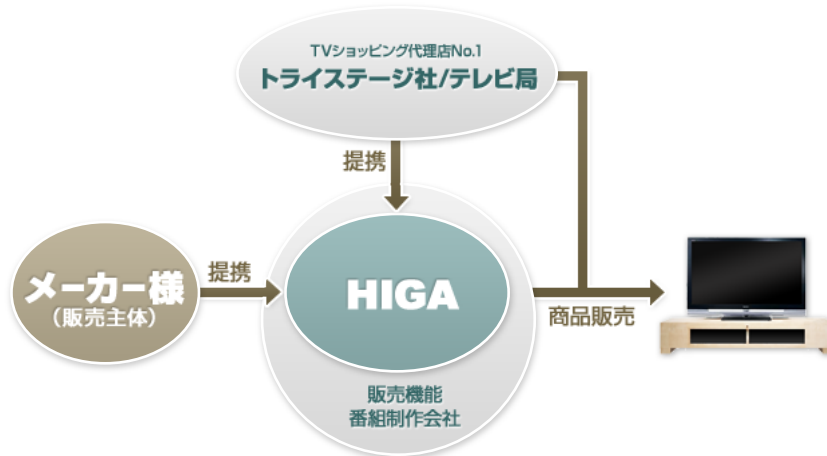 TVショッピング代理店No.1
トライステージ社/テレビ局
提携
メーカー様
（販売主体）
提携
HIGA
商品販売
販売機能
番組制作会社